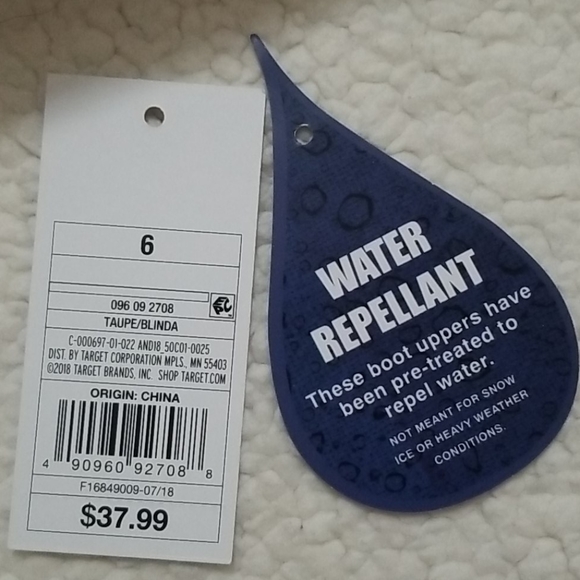 6
096 09 2708
TAUPE/BLINDA
C-000697-01-022 AND18 50C01-0025
DIST. BY TARGET CORPORATION MPLS., MN 55403
©2018 TARGET BRANDS, INC. SHOP TARGET.COM
ORIGIN: CHINA
4 90960 92708 8
F16849009-07/18
$37.99
WATER
REPELLANT
These boot uppers have
been pre-treated to
repel water.
NOT MEANT FOR SNOW
ICE OR HEAVY WEATHER
CONDITIONS.